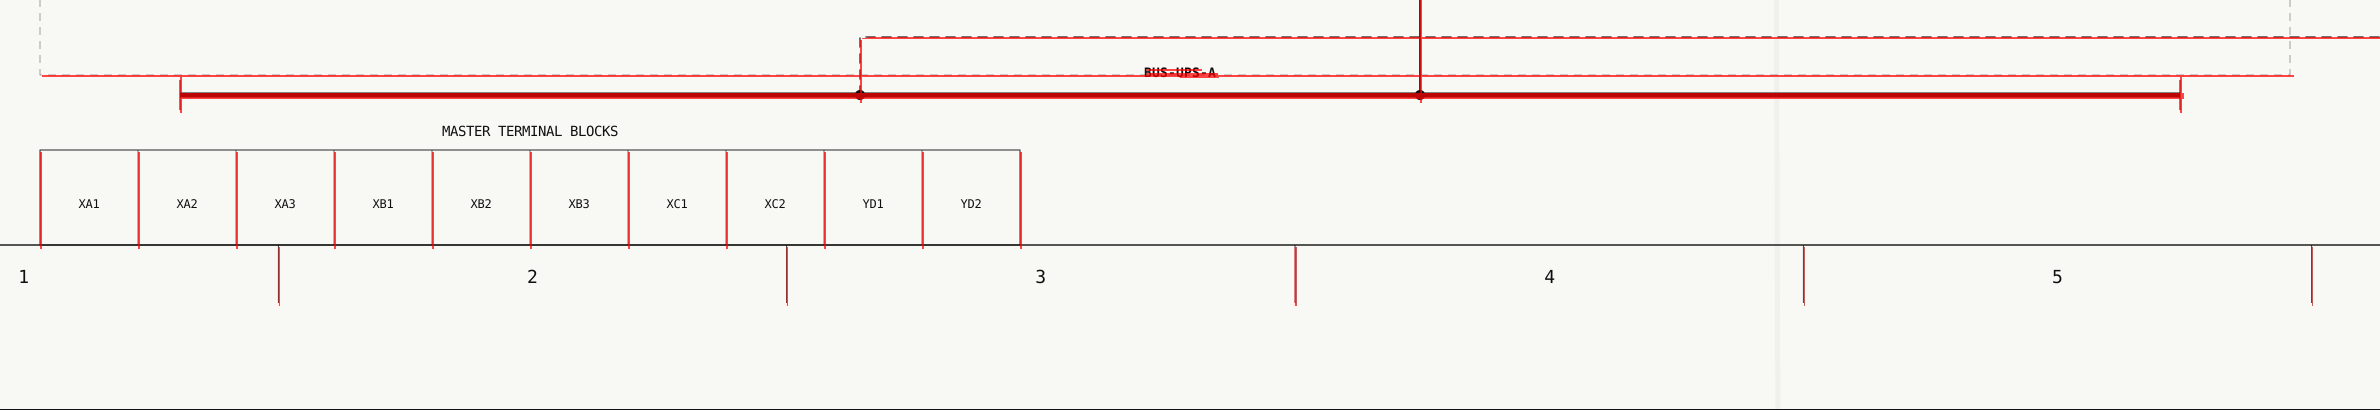 BUS-UPS-A
MASTER TERMINAL BLOCKS
XA1 XA2 XA3 XB1 XB2 XB3 XC1 XC2 YD1 YD2
1 2 3 4 5